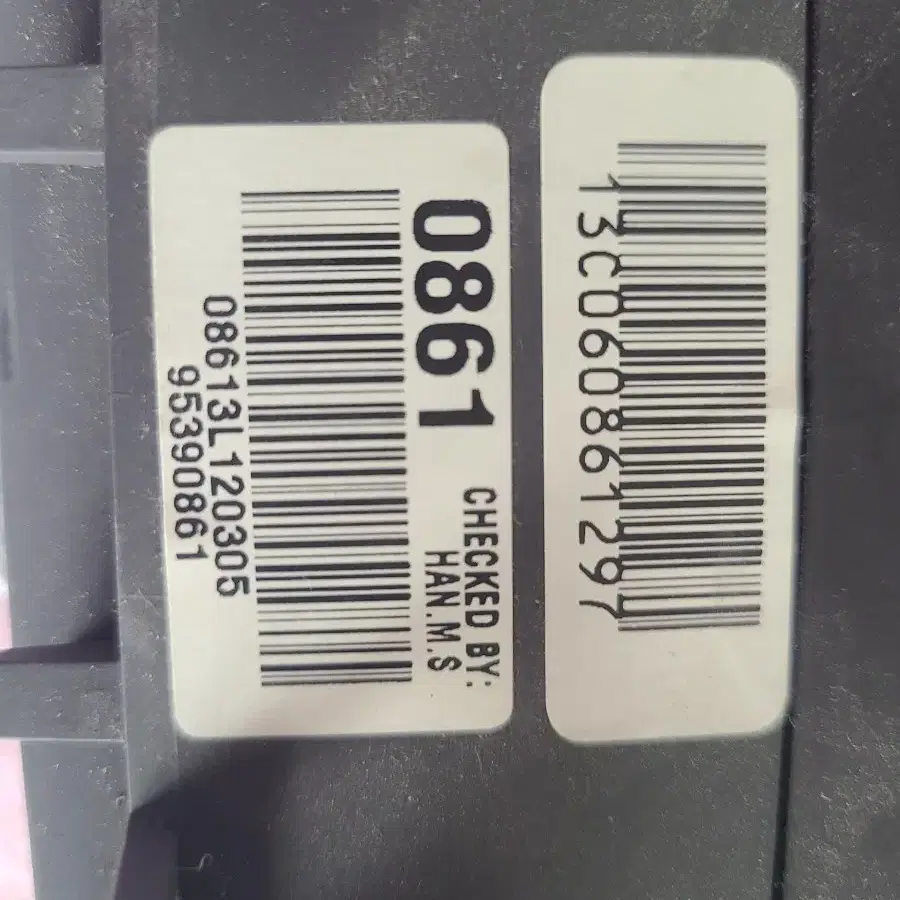 13C060861297
0861
CHECKED BY:
HAN.M.S
08613L120305
95390861